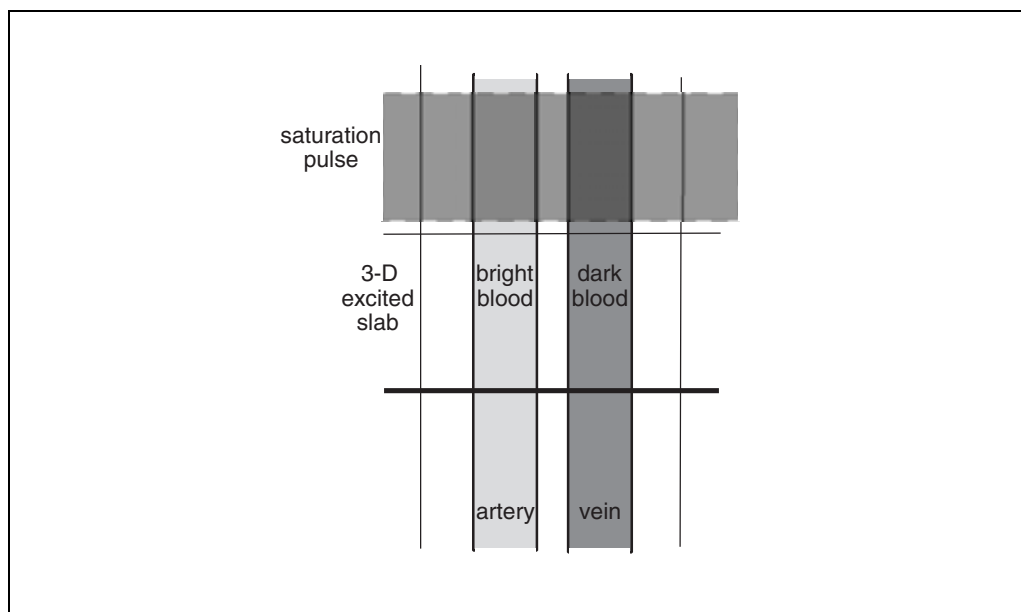 saturation
pulse
3-D
excited
slab
bright
blood
dark
blood
artery
vein